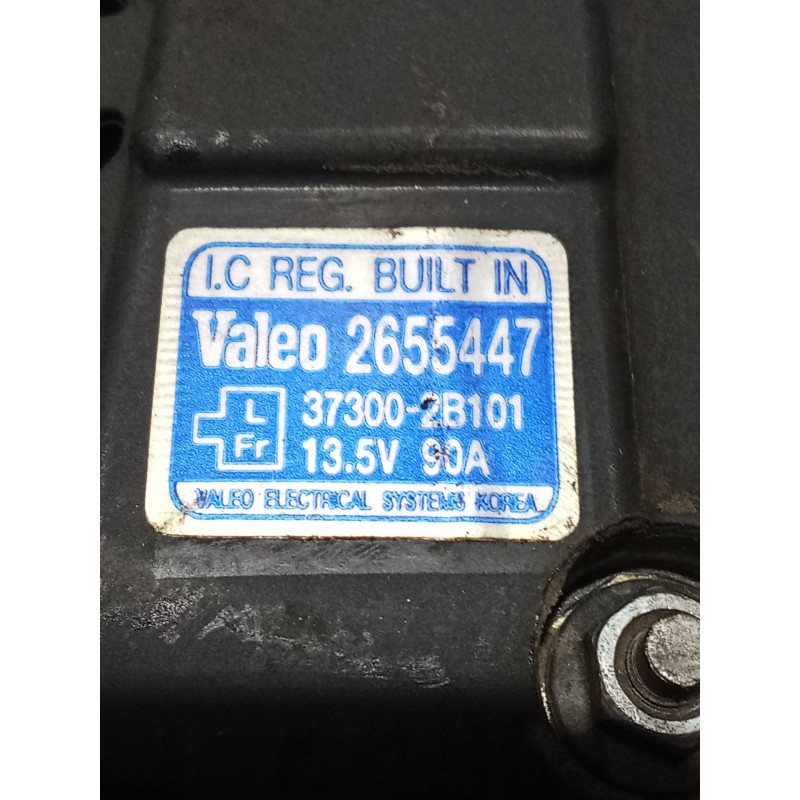 I.C REG. BUILT IN
Valeo 2655447
L 37300-2B101
Fr 13.5V 90A
VALEO ELECTRICAL SYSTEMS KOREA